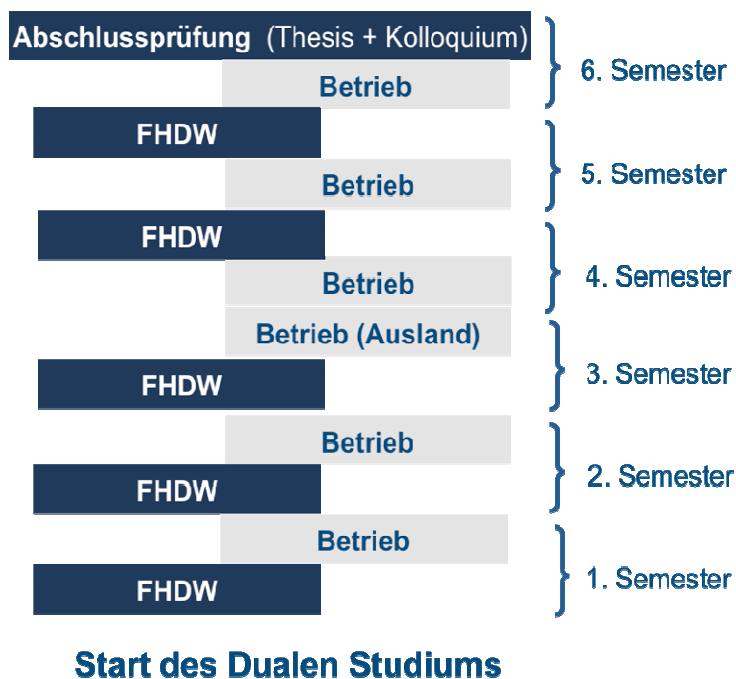 Abschlussprüfung (Thesis + Kolloquium)
6. Semester
Betrieb
FHDW
5. Semester
Betrieb
FHDW
4. Semester
Betrieb
Betrieb (Ausland)
3. Semester
FHDW
Betrieb
2. Semester
FHDW
Betrieb
1. Semester
FHDW
Start des Dualen Studiums